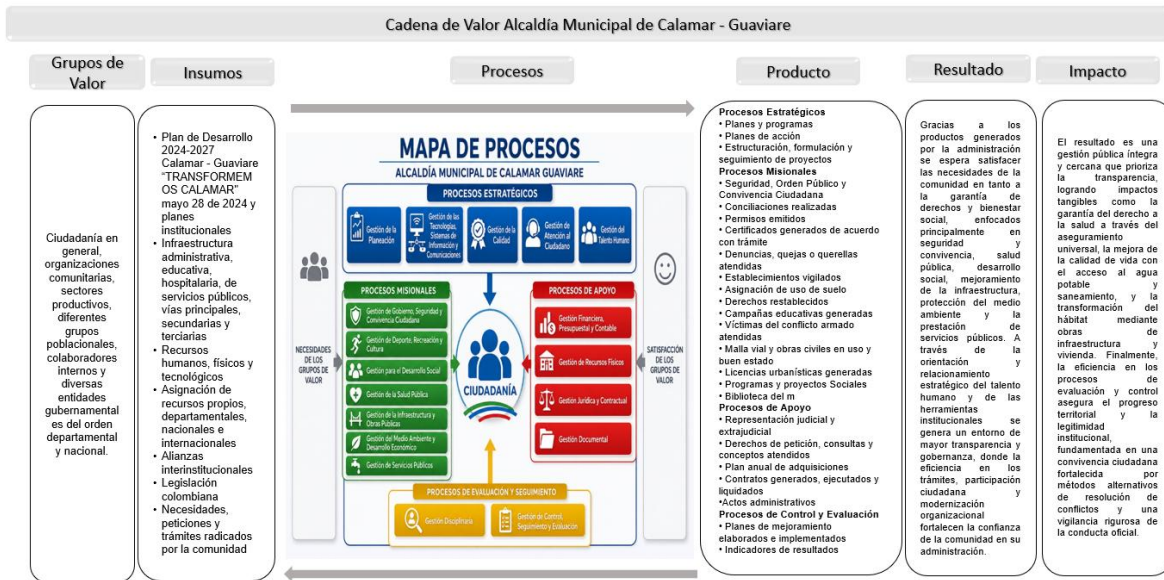 Cadena de Valor Alcaldía Municipal de Calamar - Guaviare
Grupos de
Valor
Insumos
Procesos
Producto
Resultado
Impacto
Ciudadanía en
general,
organizaciones
comunitarias,
sectores
productivos,
diferentes
grupos
poblacionales,
colaboradores
internos y
diversas
entidades
gubernamental
es del orden
departamental
y nacional.
• Plan de Desarrollo
2024-2027
Calamar - Guaviare
“TRANSFORMEM
OS CALAMAR”
mayo 28 de 2024 y
planes
institucionales
• Infraestructura
administrativa,
educativa,
hospitalaria, de
servicios públicos,
vías principales,
secundarias y
terciarias
• Recursos
humanos, físicos y
tecnológicos
• Asignación de
recursos propios,
departamentales,
nacionales e
internacionales
• Alianzas
interinstitucionales
• Legislación
colombiana
• Necesidades,
peticiones y
trámites radicados
por la comunidad
MAPA DE PROCESOS
ALCALDÍA MUNICIPAL DE CALAMAR GUAVIARE
PROCESOS ESTRATÉGICOS
Gestión de la
Planeación
Gestión de las
Tecnologías,
Sistemas de
Información y
Comunicaciones
Gestión de la
Calidad
Gestión de
Atención al
Ciudadano
Gestión del
Talento Humano
NECESIDADES
DE LOS GRUPOS
DE VALOR
PROCESOS MISIONALES
Gestión de Gobierno, Seguridad y
Convivencia Ciudadana
Gestión de Deporte, Recreación y
Cultura
Gestión para el Desarrollo Social
Gestión de la Salud Pública
Gestión de la Infraestructura y
Obras Públicas
Gestión del Medio Ambiente y
Desarrollo Económico
Gestión de Servicios Públicos
CIUDADANÍA
PROCESOS DE APOYO
Gestión Financiera,
Presupuestal y Contable
Gestión de Recursos Físicos
Gestión Jurídica y Contractual
Gestión Documental
SATISFACCIÓN
DE LOS GRUPOS
DE VALOR
PROCESOS DE EVALUACIÓN Y SEGUIMIENTO
Gestión Disciplinaria
Gestión de Control,
Seguimiento y Evaluación
Procesos Estratégicos
• Planes y programas
• Planes de acción
• Estructuración, formulación y
seguimiento de proyectos
Procesos Misionales
• Seguridad, Orden Público y
Convivencia Ciudadana
• Conciliaciones realizadas
• Permisos emitidos
• Certificados generados de acuerdo
con trámite
• Denuncias, quejas o querellas
atendidas
• Establecimientos vigilados
• Asignación de uso de suelo
• Derechos restablecidos
• Campañas educativas generadas
• Víctimas del conflicto armado
atendidas
• Malla vial y obras civiles en uso y
buen estado
• Licencias urbanísticas generadas
• Programas y proyectos Sociales
• Biblioteca del m
Procesos de Apoyo
• Representación judicial y
extrajudicial
• Derechos de petición, consultas y
conceptos atendidos
• Plan anual de adquisiciones
• Contratos generados, ejecutados y
liquidados
•Actos administrativos
Procesos de Control y Evaluación
• Planes de mejoramiento
elaborados e implementados
• Indicadores de resultados
Gracias a los
productos generados
por la administración
se espera satisfacer
las necesidades de la
comunidad en tanto a
la garantía de
derechos y bienestar
social, enfocados
principalmente en
seguridad y
convivencia, salud
pública, desarrollo
social, mejoramiento
de la infraestructura,
protección del medio
ambiente y la
prestación de
servicios públicos. A
través de la
orientación y
relacionamiento
estratégico del talento
humano y de las
herramientas
institucionales se
genera un entorno de
mayor transparencia y
gobernanza, donde la
eficiencia en los
trámites, participación
ciudadana y
modernización
organizacional
fortalecen la confianza
de la comunidad en su
administración.
El resultado es una
gestión pública íntegra
y cercana que prioriza
la transparencia,
logrando impactos
tangibles como la
garantía del derecho a
la salud a través del
aseguramiento
universal, la mejora de
la calidad de vida con
el acceso al agua
potable y
saneamiento, y la
transformación del
hábitat mediante
obras de
infraestructura y
vivienda. Finalmente,
la eficiencia en los
procesos de
evaluación y control
asegura el progreso
territorial y la
legitimidad
institucional,
fundamentada en una
convivencia ciudadana
fortalecida por
métodos alternativos
de resolución de
conflictos y una
vigilancia rigurosa de
la conducta oficial.